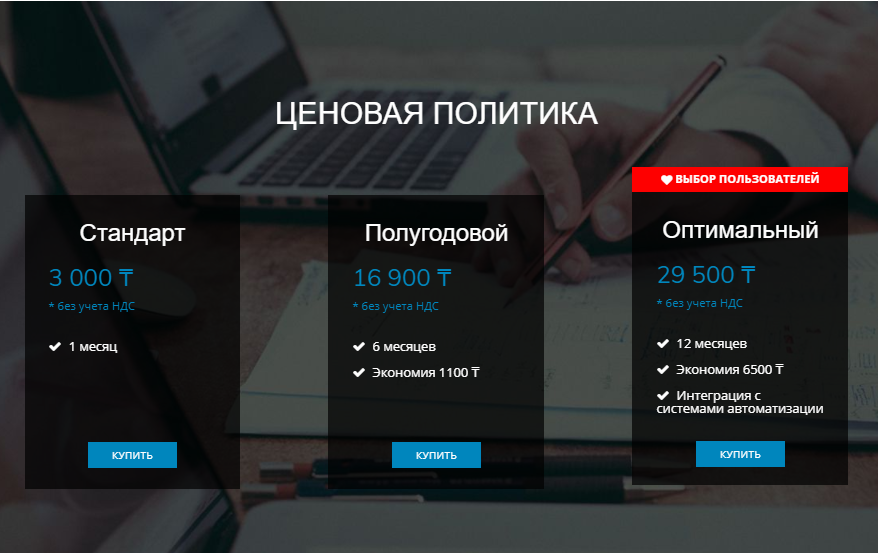 ЦЕНОВАЯ ПОЛИТИКА
Стандарт
3 000 ₸
* без учета НДС
1 месяц
КУПИТЬ
Полугодовой
16 900 ₸
* без учета НДС
6 месяцев
Экономия 1100 ₸
КУПИТЬ
ВЫБОР ПОЛЬЗОВАТЕЛЕЙ
Оптимальный
29 500 ₸
* без учета НДС
12 месяцев
Экономия 6500 ₸
Интеграция с
системами автоматизации
КУПИТЬ